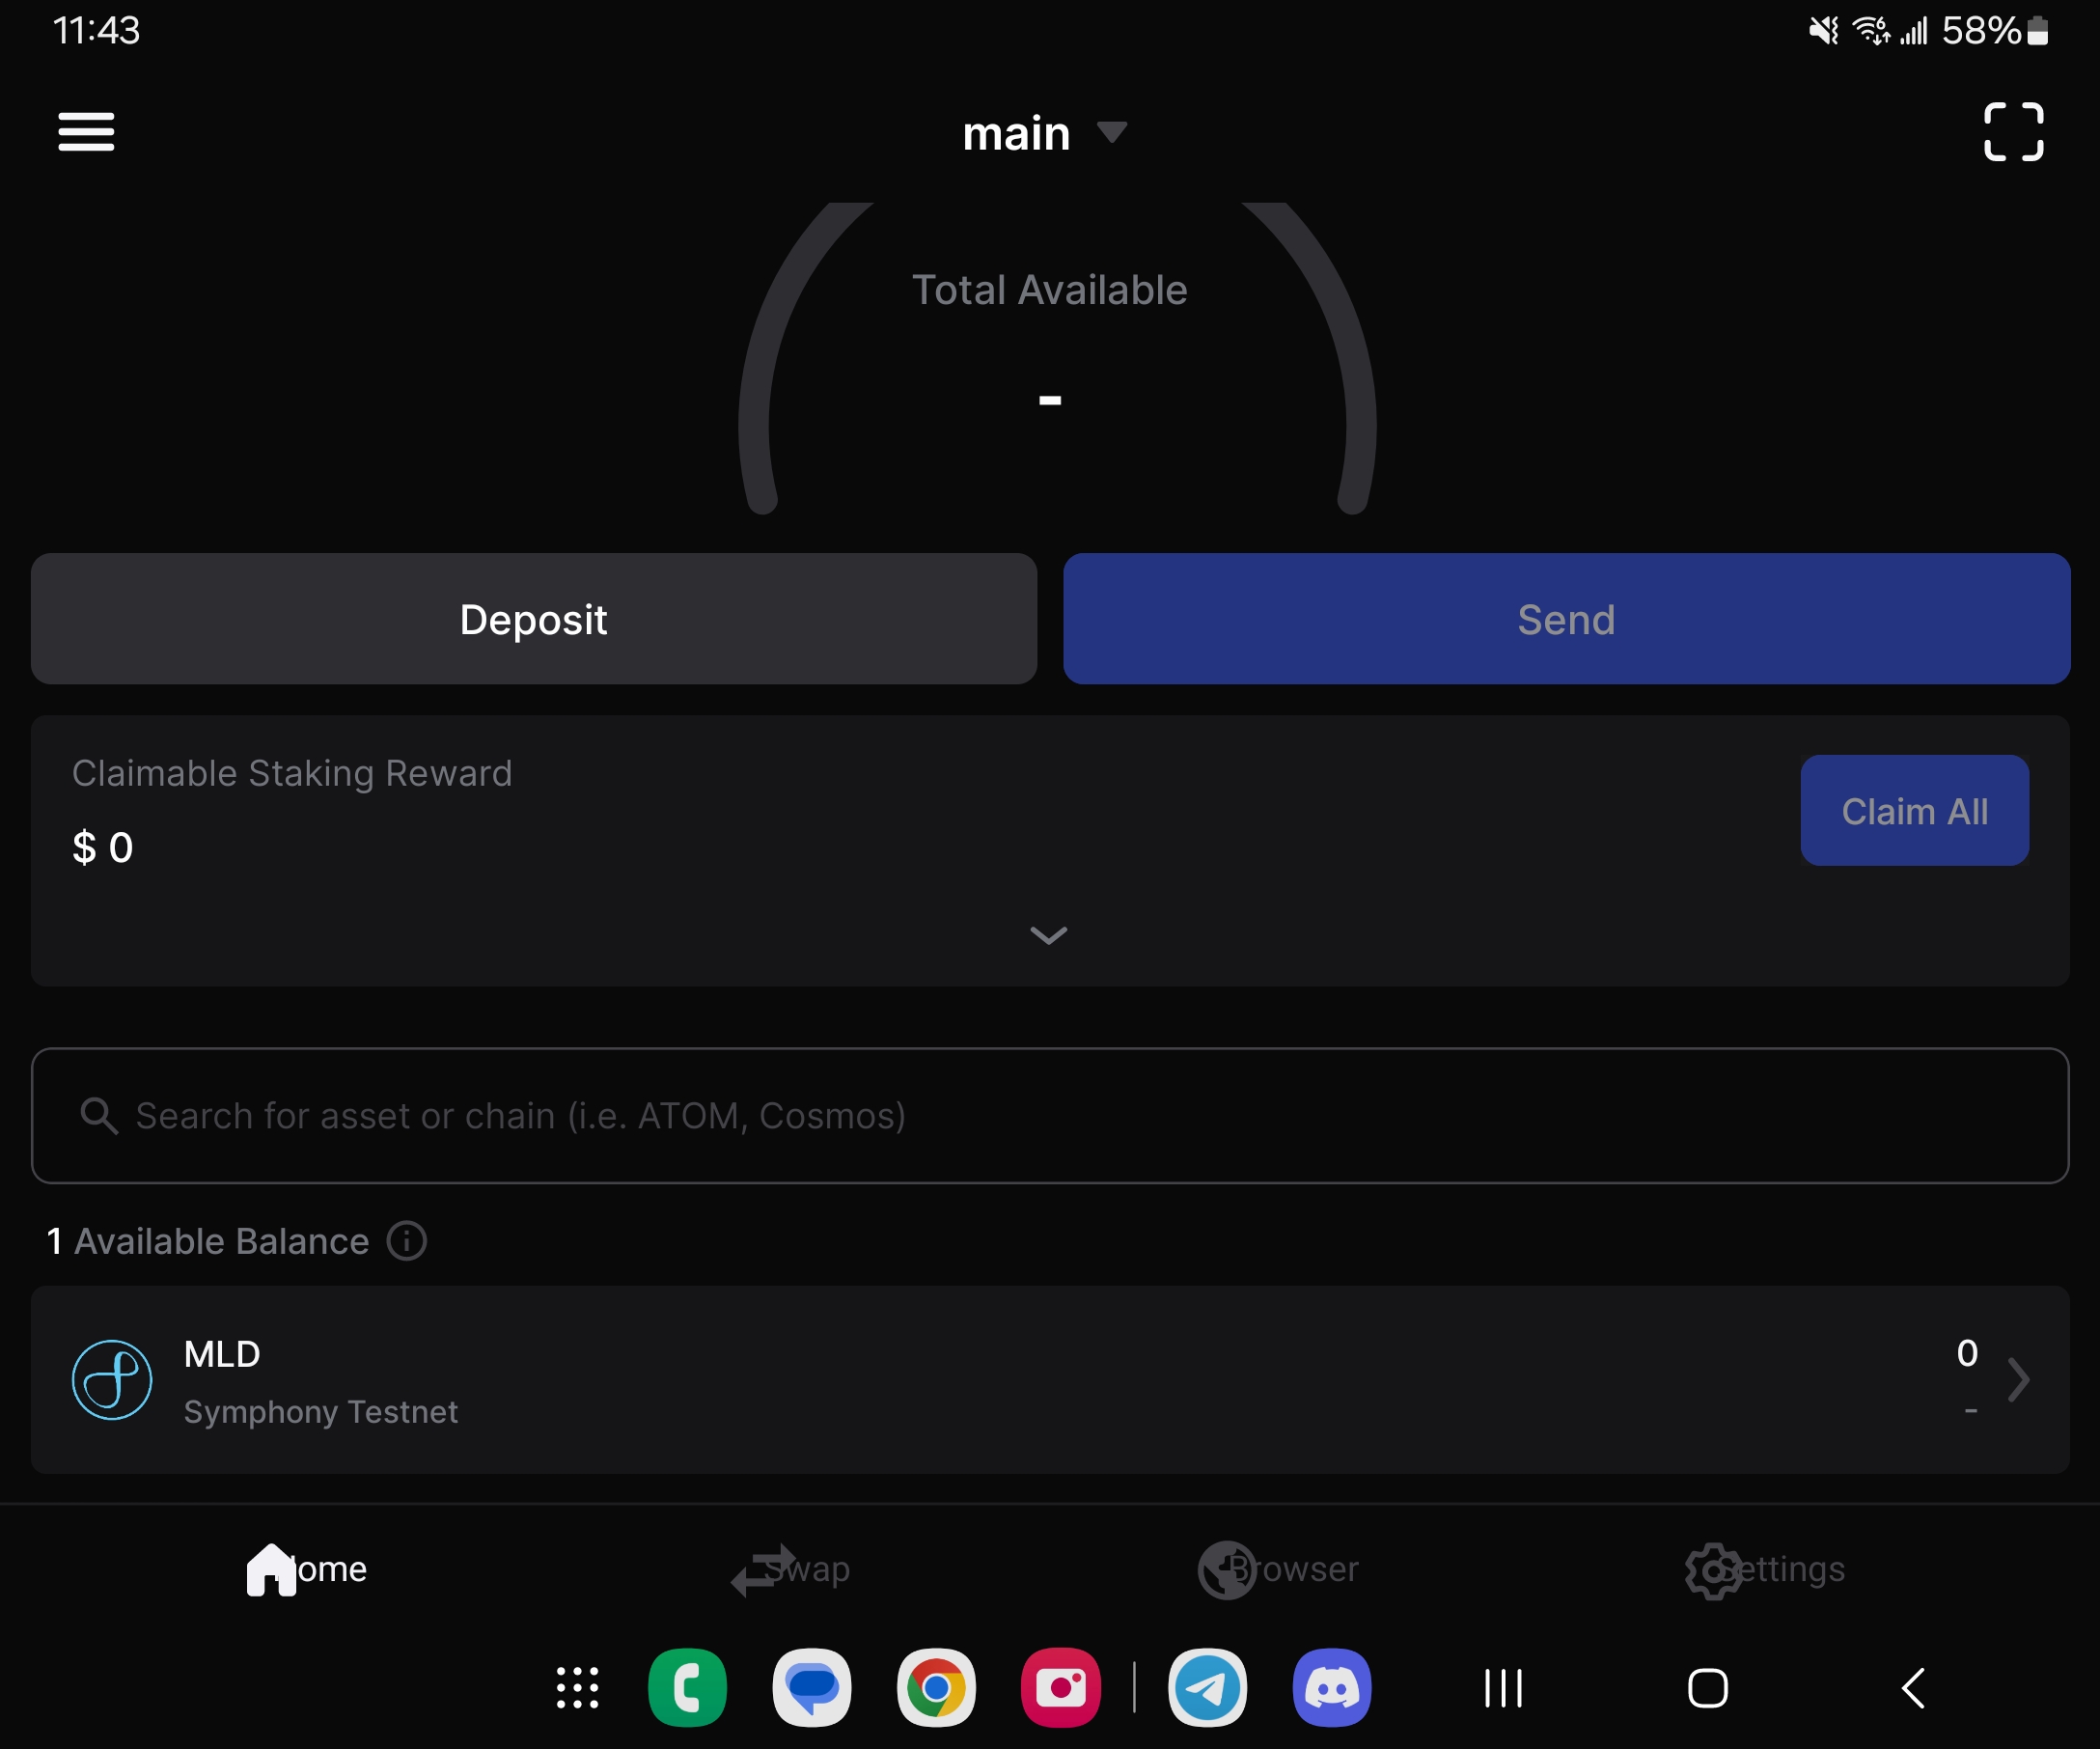 11:43
58%
main
Total Available
-
Deposit
Send
Claimable Staking Reward
$ 0
Claim All
Search for asset or chain (i.e. ATOM, Cosmos)
1 Available Balance
MLD
0
Symphony Testnet
-
Home
Swap
Browser
Settings